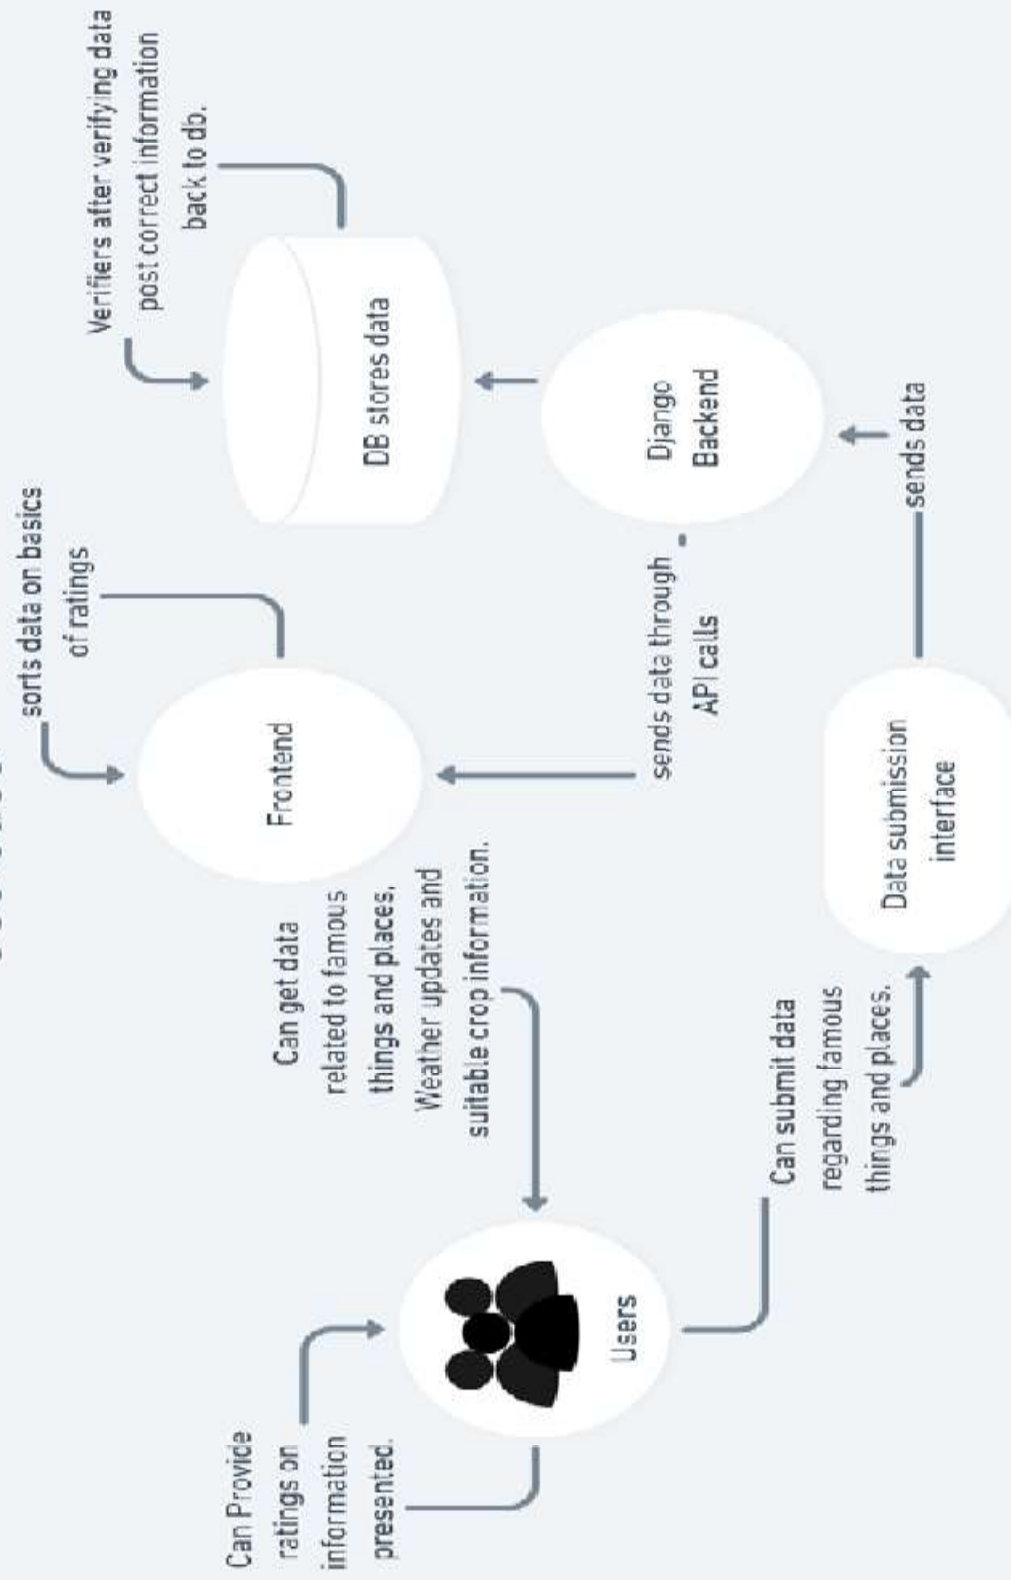 sorts data on basics
of ratings
Verifiers after verifying data
post correct information
back to db.
Can Provide
ratings on
information
presented.
Can get data
related to famous
things and places,
Weather updates and
suitable crop information.
Frontend
DB stores data
Users
sends data through
API calls
Django
Backend
Can submit data
regarding famous
things and places.
Data submission
interface
sends data